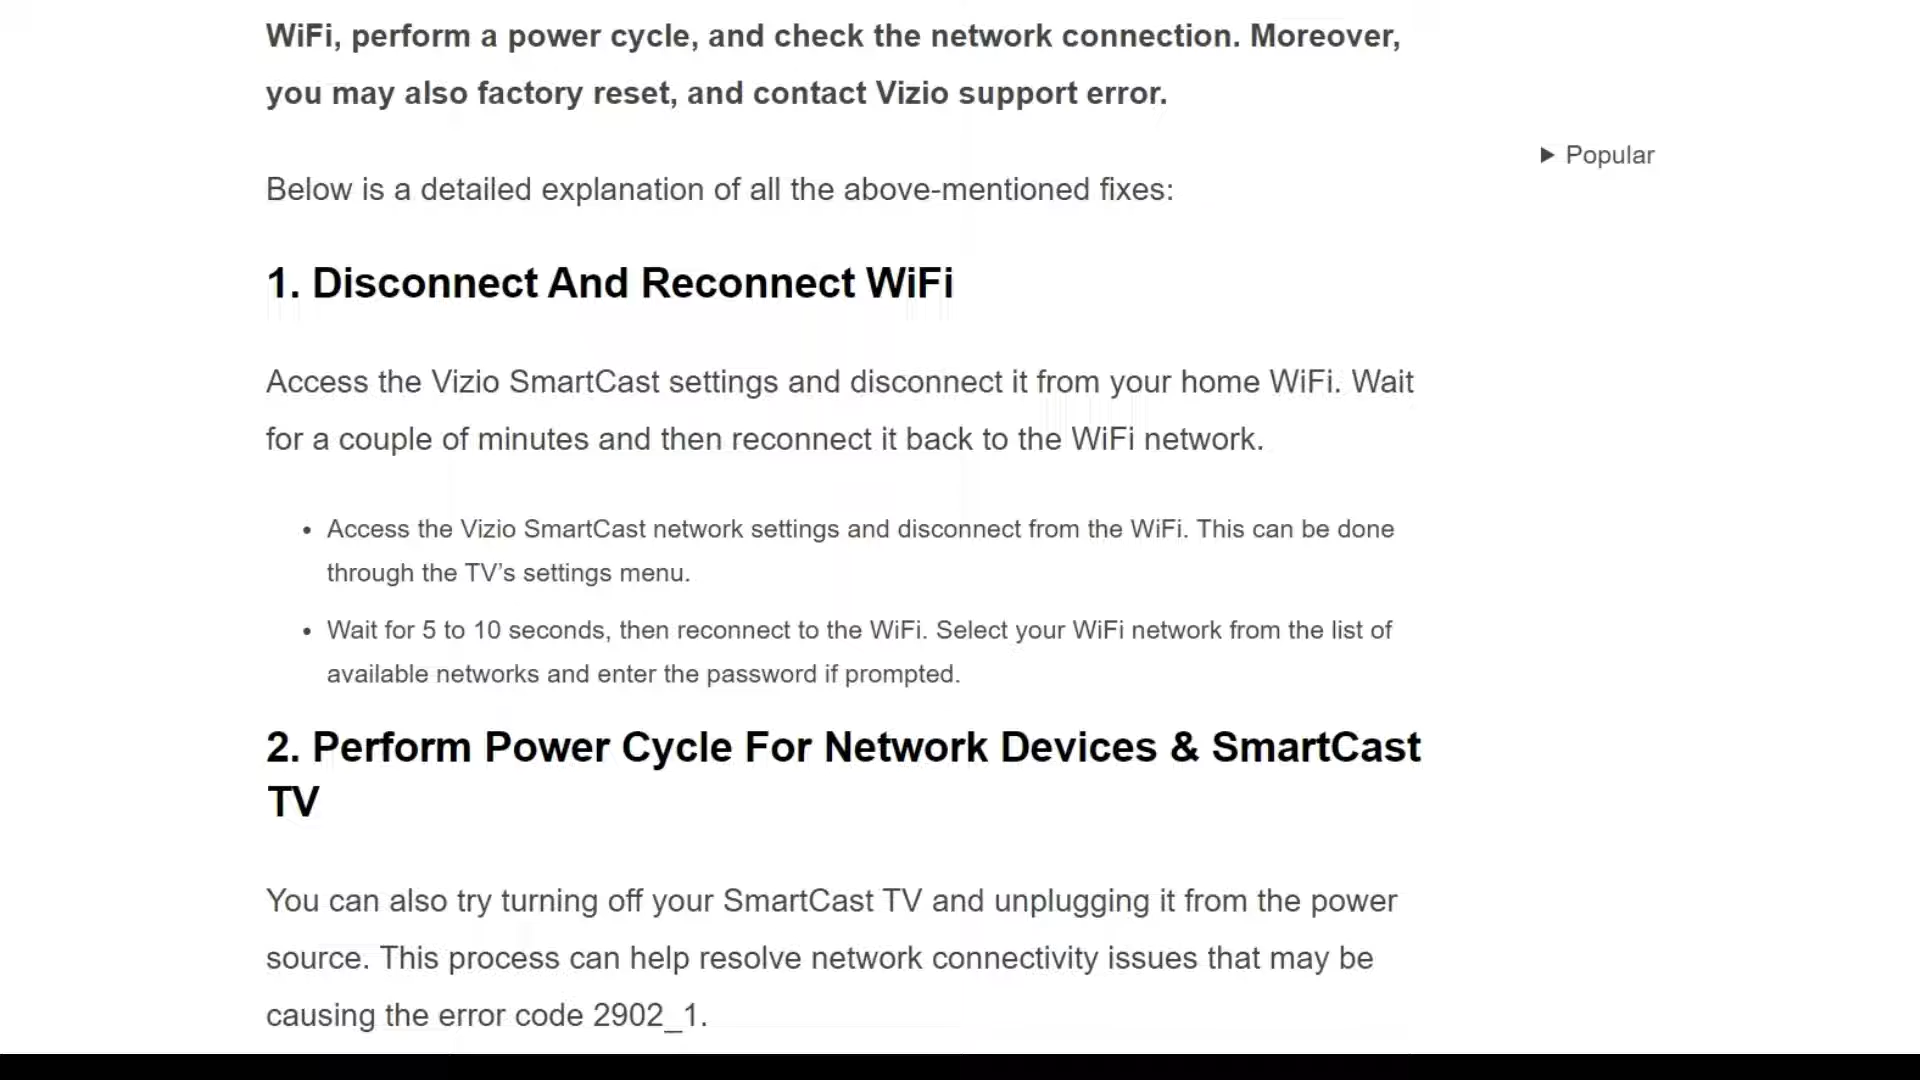 WiFi, perform a power cycle, and check the network connection. Moreover,
you may also factory reset, and contact Vizio support error.
▶ Popular
Below is a detailed explanation of all the above-mentioned fixes:
1. Disconnect And Reconnect WiFi
Access the Vizio SmartCast settings and disconnect it from your home WiFi. Wait
for a couple of minutes and then reconnect it back to the WiFi network.
• Access the Vizio SmartCast network settings and disconnect from the WiFi. This can be done
through the TV’s settings menu.
• Wait for 5 to 10 seconds, then reconnect to the WiFi. Select your WiFi network from the list of
available networks and enter the password if prompted.
2. Perform Power Cycle For Network Devices & SmartCast
TV
You can also try turning off your SmartCast TV and unplugging it from the power
source. This process can help resolve network connectivity issues that may be
causing the error code 2902_1.